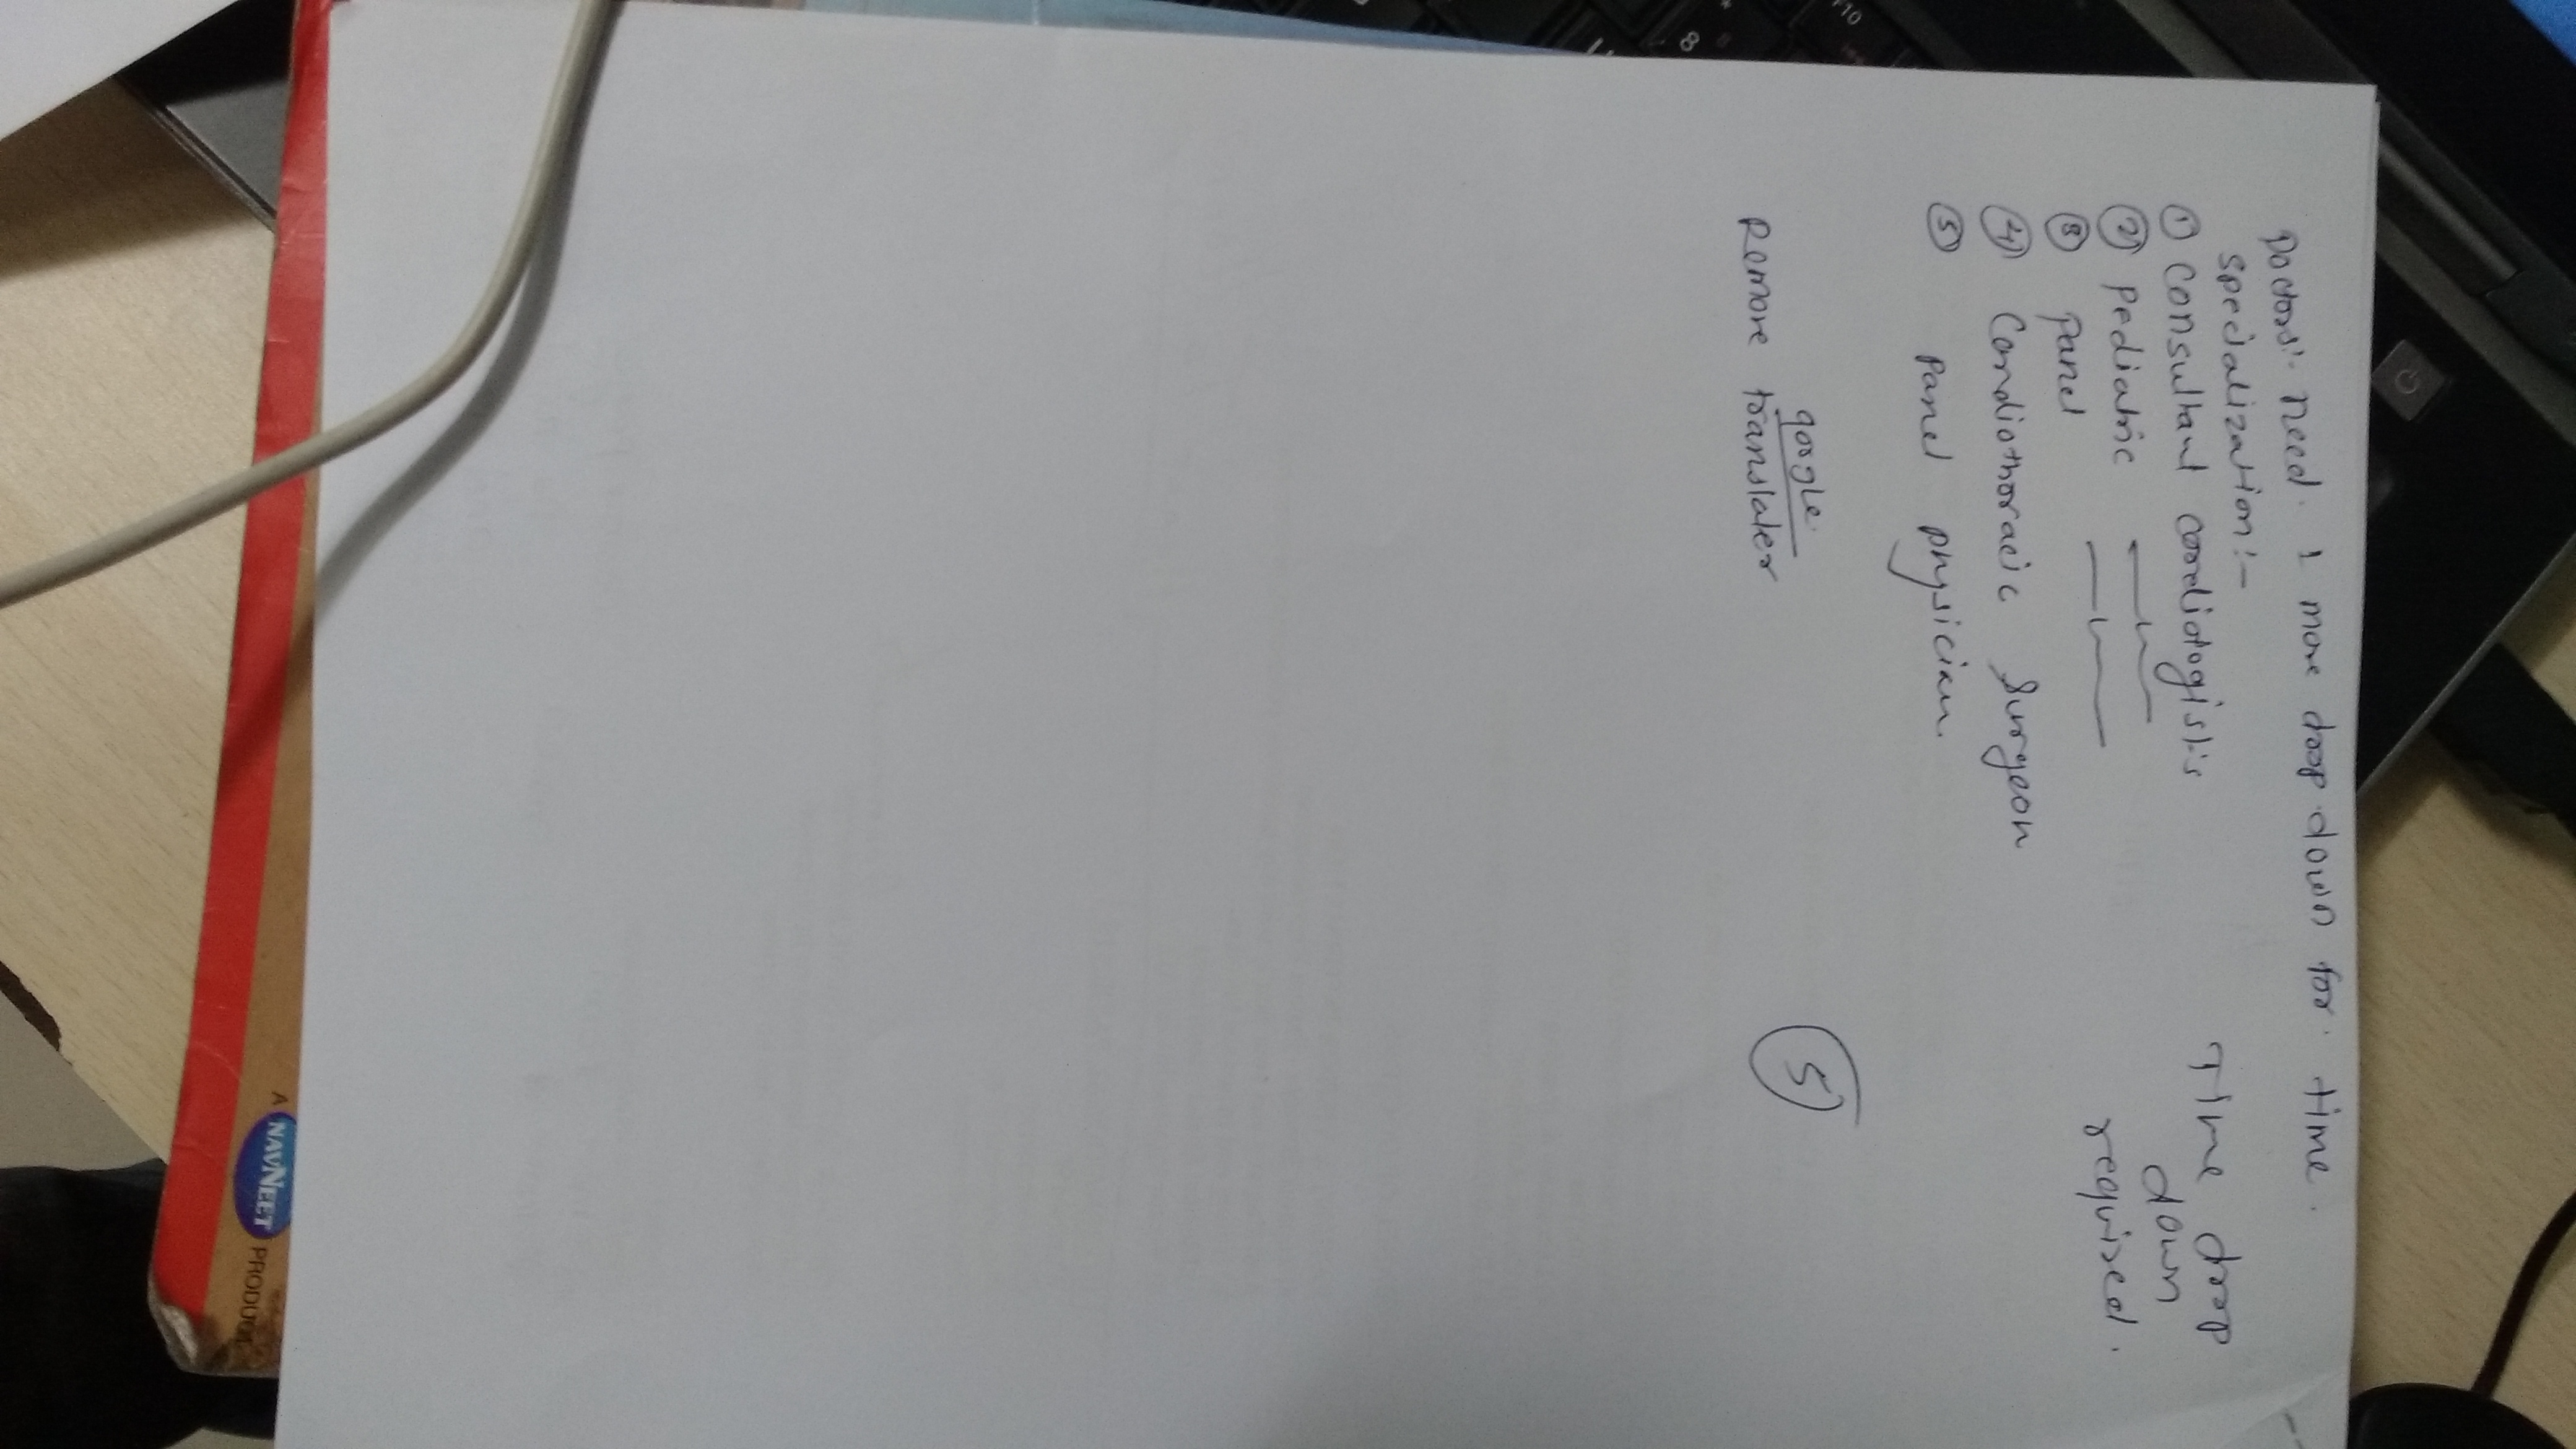 Doctors:- need. 1 more drop down for. time.
specialization:-
① Consultant Cardiologist's
② Pediatric —"—
③ Panel —"—
④ Cardiothoracic Surgeon
⑤ Panel physician.
Time drop
down
required.
google
Remove translater
5
A NAVNEET PRODUCT
F10
8